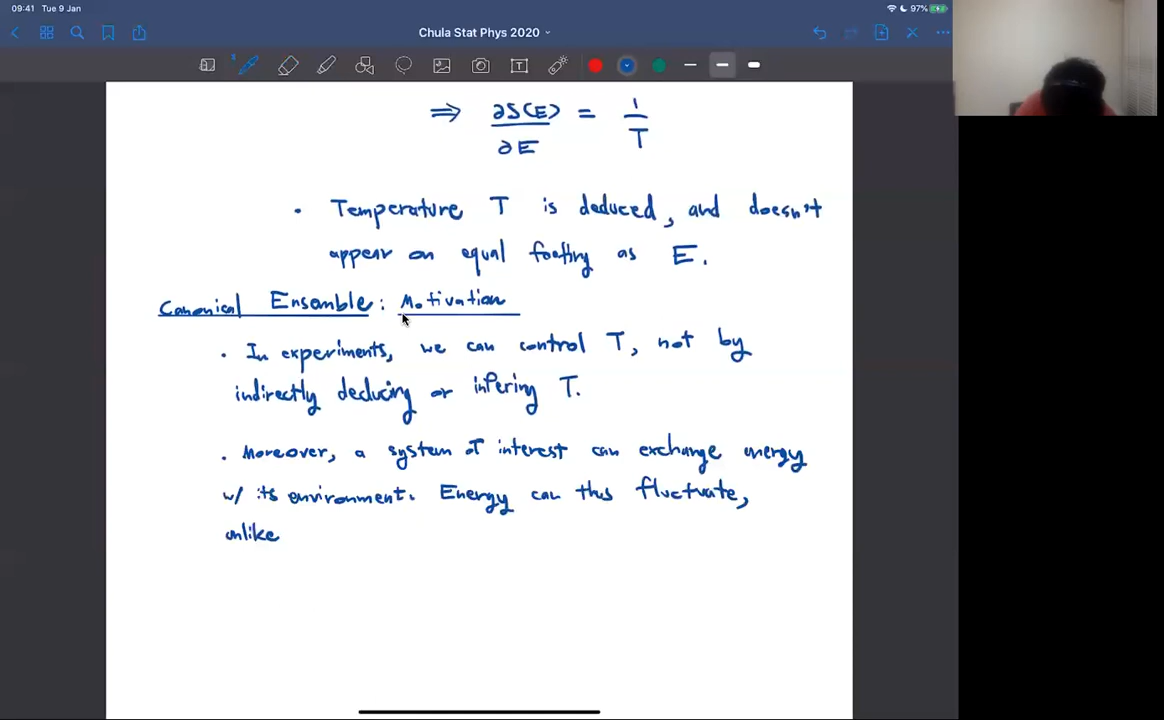 09:41 Tue 9 Jan
97%
Chula Stat Phys 2020
⇒ ∂S(E)/∂E = 1/T
• Temperature T is deduced, and doesn't
appear on equal footing as E.
Canonical Ensamble: Motivation
• In experiments, we can control T, not by
indirectly deducing or infering T.
• Moreover, a system of interest can exchange energy
w/ its environment. Energy can thus fluctuate,
unlike